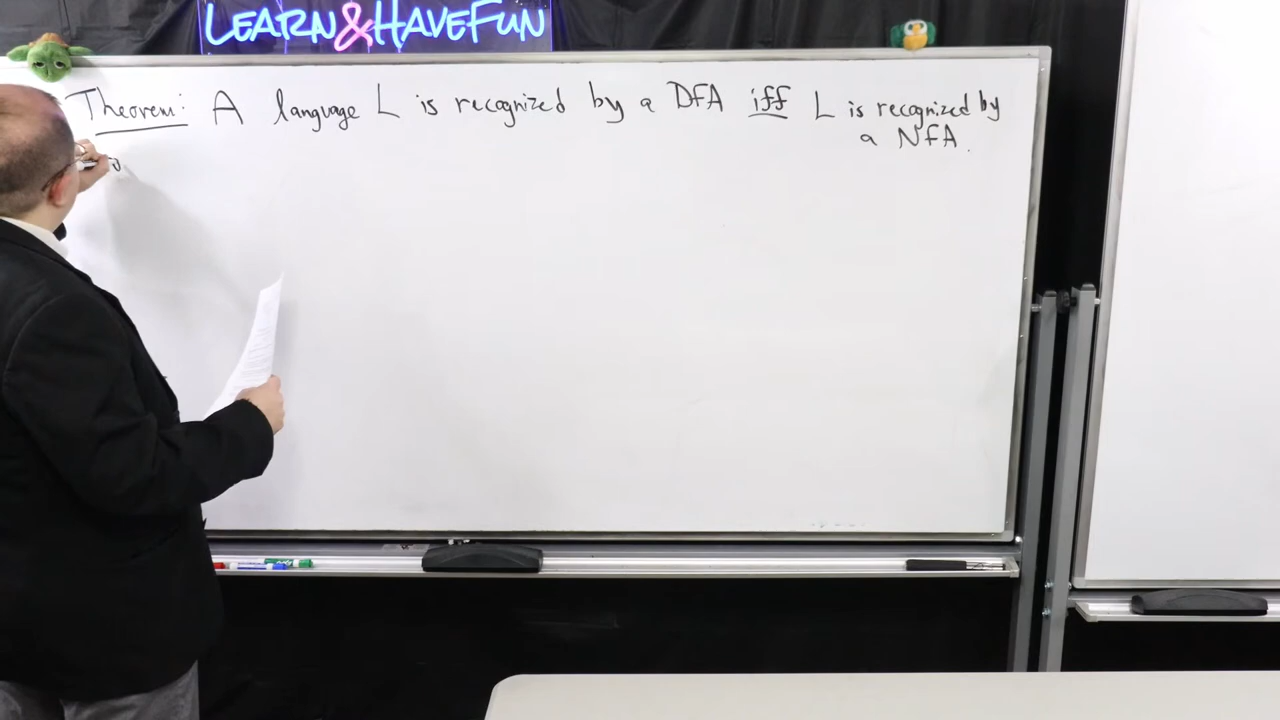 LEARN&HAVEFUN
Theorem: A language L is recognized by a DFA iff L is recognized by
a NFA.